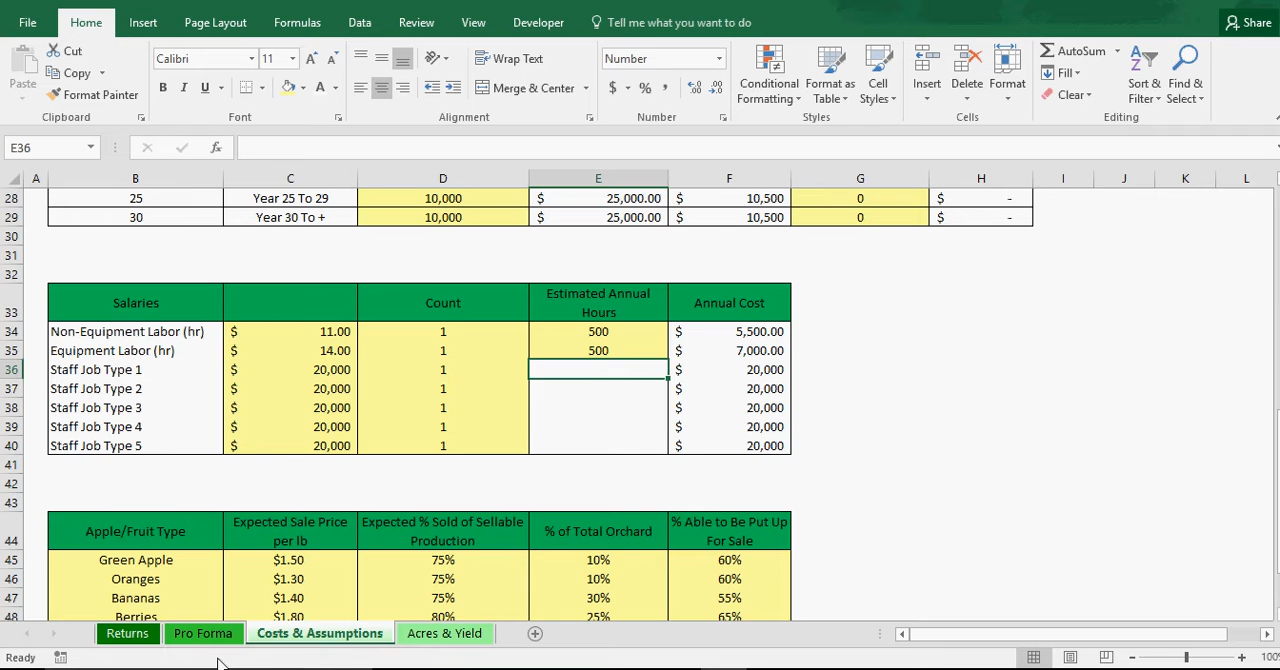 File Home Insert Page Layout Formulas Data Review View Developer Tell me what you want to do Share
Paste Cut Copy Format Painter Clipboard
Calibri 11 A A B I U A Font
Wrap Text Merge & Center Alignment
Number $ % , Number
Conditional Formatting Format as Table Cell Styles Styles
Insert Delete Format Cells
AutoSum Fill Clear Sort & Filter Find & Select Editing
E36 fx
A B C D E F G H I J K L
28 25 Year 25 To 29 10,000 $ 25,000.00 $ 10,500 0 $ -
29 30 Year 30 To + 10,000 $ 25,000.00 $ 10,500 0 $ -
30
31
32
33 Salaries Count Estimated Annual Hours Annual Cost
34 Non-Equipment Labor (hr) $ 11.00 1 500 $ 5,500.00
35 Equipment Labor (hr) $ 14.00 1 500 $ 7,000.00
36 Staff Job Type 1 $ 20,000 1 $ 20,000
37 Staff Job Type 2 $ 20,000 1 $ 20,000
38 Staff Job Type 3 $ 20,000 1 $ 20,000
39 Staff Job Type 4 $ 20,000 1 $ 20,000
40 Staff Job Type 5 $ 20,000 1 $ 20,000
41
42
43
44 Apple/Fruit Type Expected Sale Price per lb Expected % Sold of Sellable Production % of Total Orchard % Able to Be Put Up For Sale
45 Green Apple $1.50 75% 10% 60%
46 Oranges $1.30 75% 10% 60%
47 Bananas $1.40 75% 30% 55%
48 Berries $1.80 80% 25% 65%
Returns Pro Forma Costs & Assumptions Acres & Yield
Ready 100%